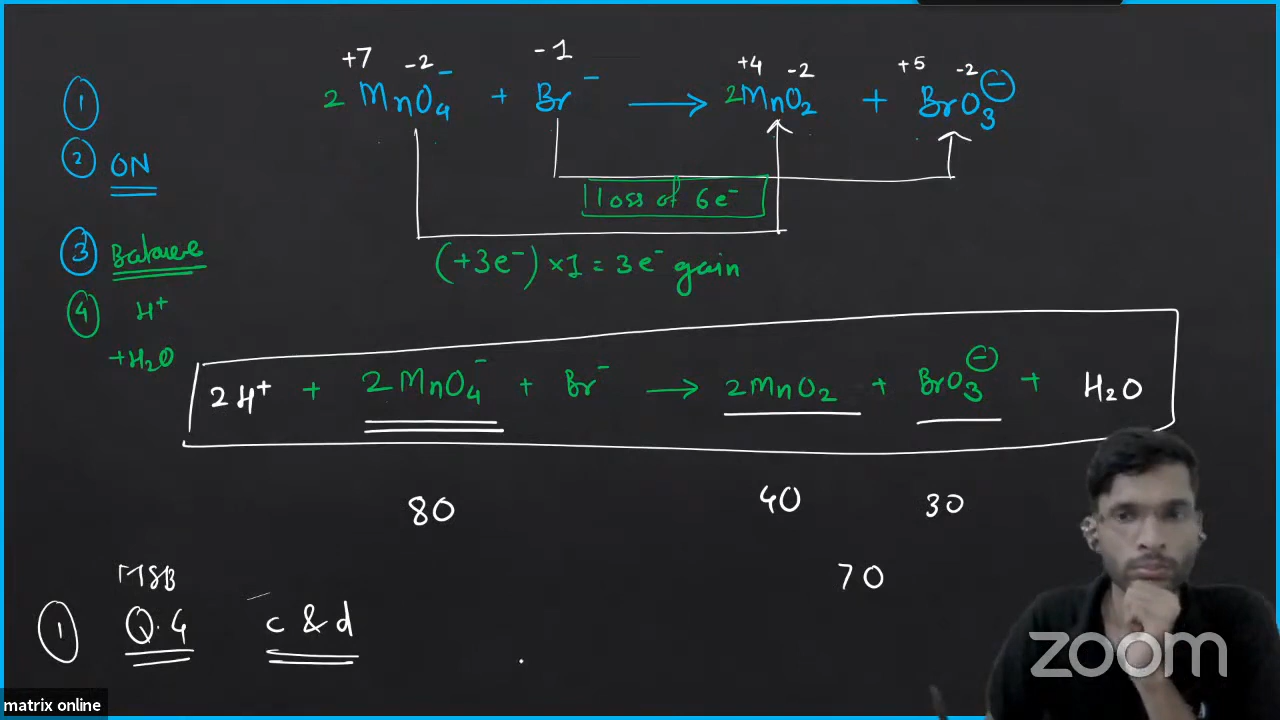 +7 -2 -1 +4 -2 +5 -2
① 2 MnO₄⁻ + Br⁻ → 2MnO₂ + BrO₃⁻
② ON
loss of 6e⁻
③ Balance
(+3e⁻) × 1 = 3e⁻ gain
④ H⁺
+H₂O
2H⁺ + 2MnO₄⁻ + Br⁻ → 2MnO₂ + BrO₃⁻ + H₂O
80 40 30
70
① Q.4 c & d
zoom
matrix online